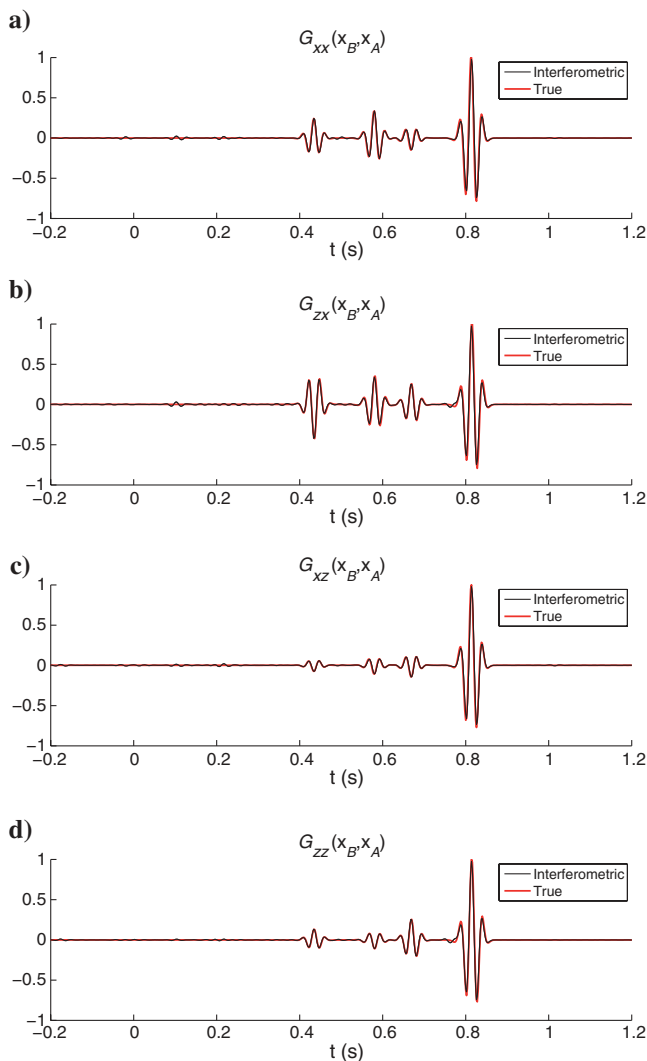 a)
Gxx(xB,xA)
1
0.5
0
−0.5
−1
Interferometric
True
−0.2 0 0.2 0.4 0.6 0.8 1 1.2
t (s)
b)
Gzx(xB,xA)
1
0.5
0
−0.5
−1
Interferometric
True
−0.2 0 0.2 0.4 0.6 0.8 1 1.2
t (s)
c)
Gxz(xB,xA)
1
0.5
0
−0.5
−1
Interferometric
True
−0.2 0 0.2 0.4 0.6 0.8 1 1.2
t (s)
d)
Gzz(xB,xA)
1
0.5
0
−0.5
−1
Interferometric
True
−0.2 0 0.2 0.4 0.6 0.8 1 1.2
t (s)